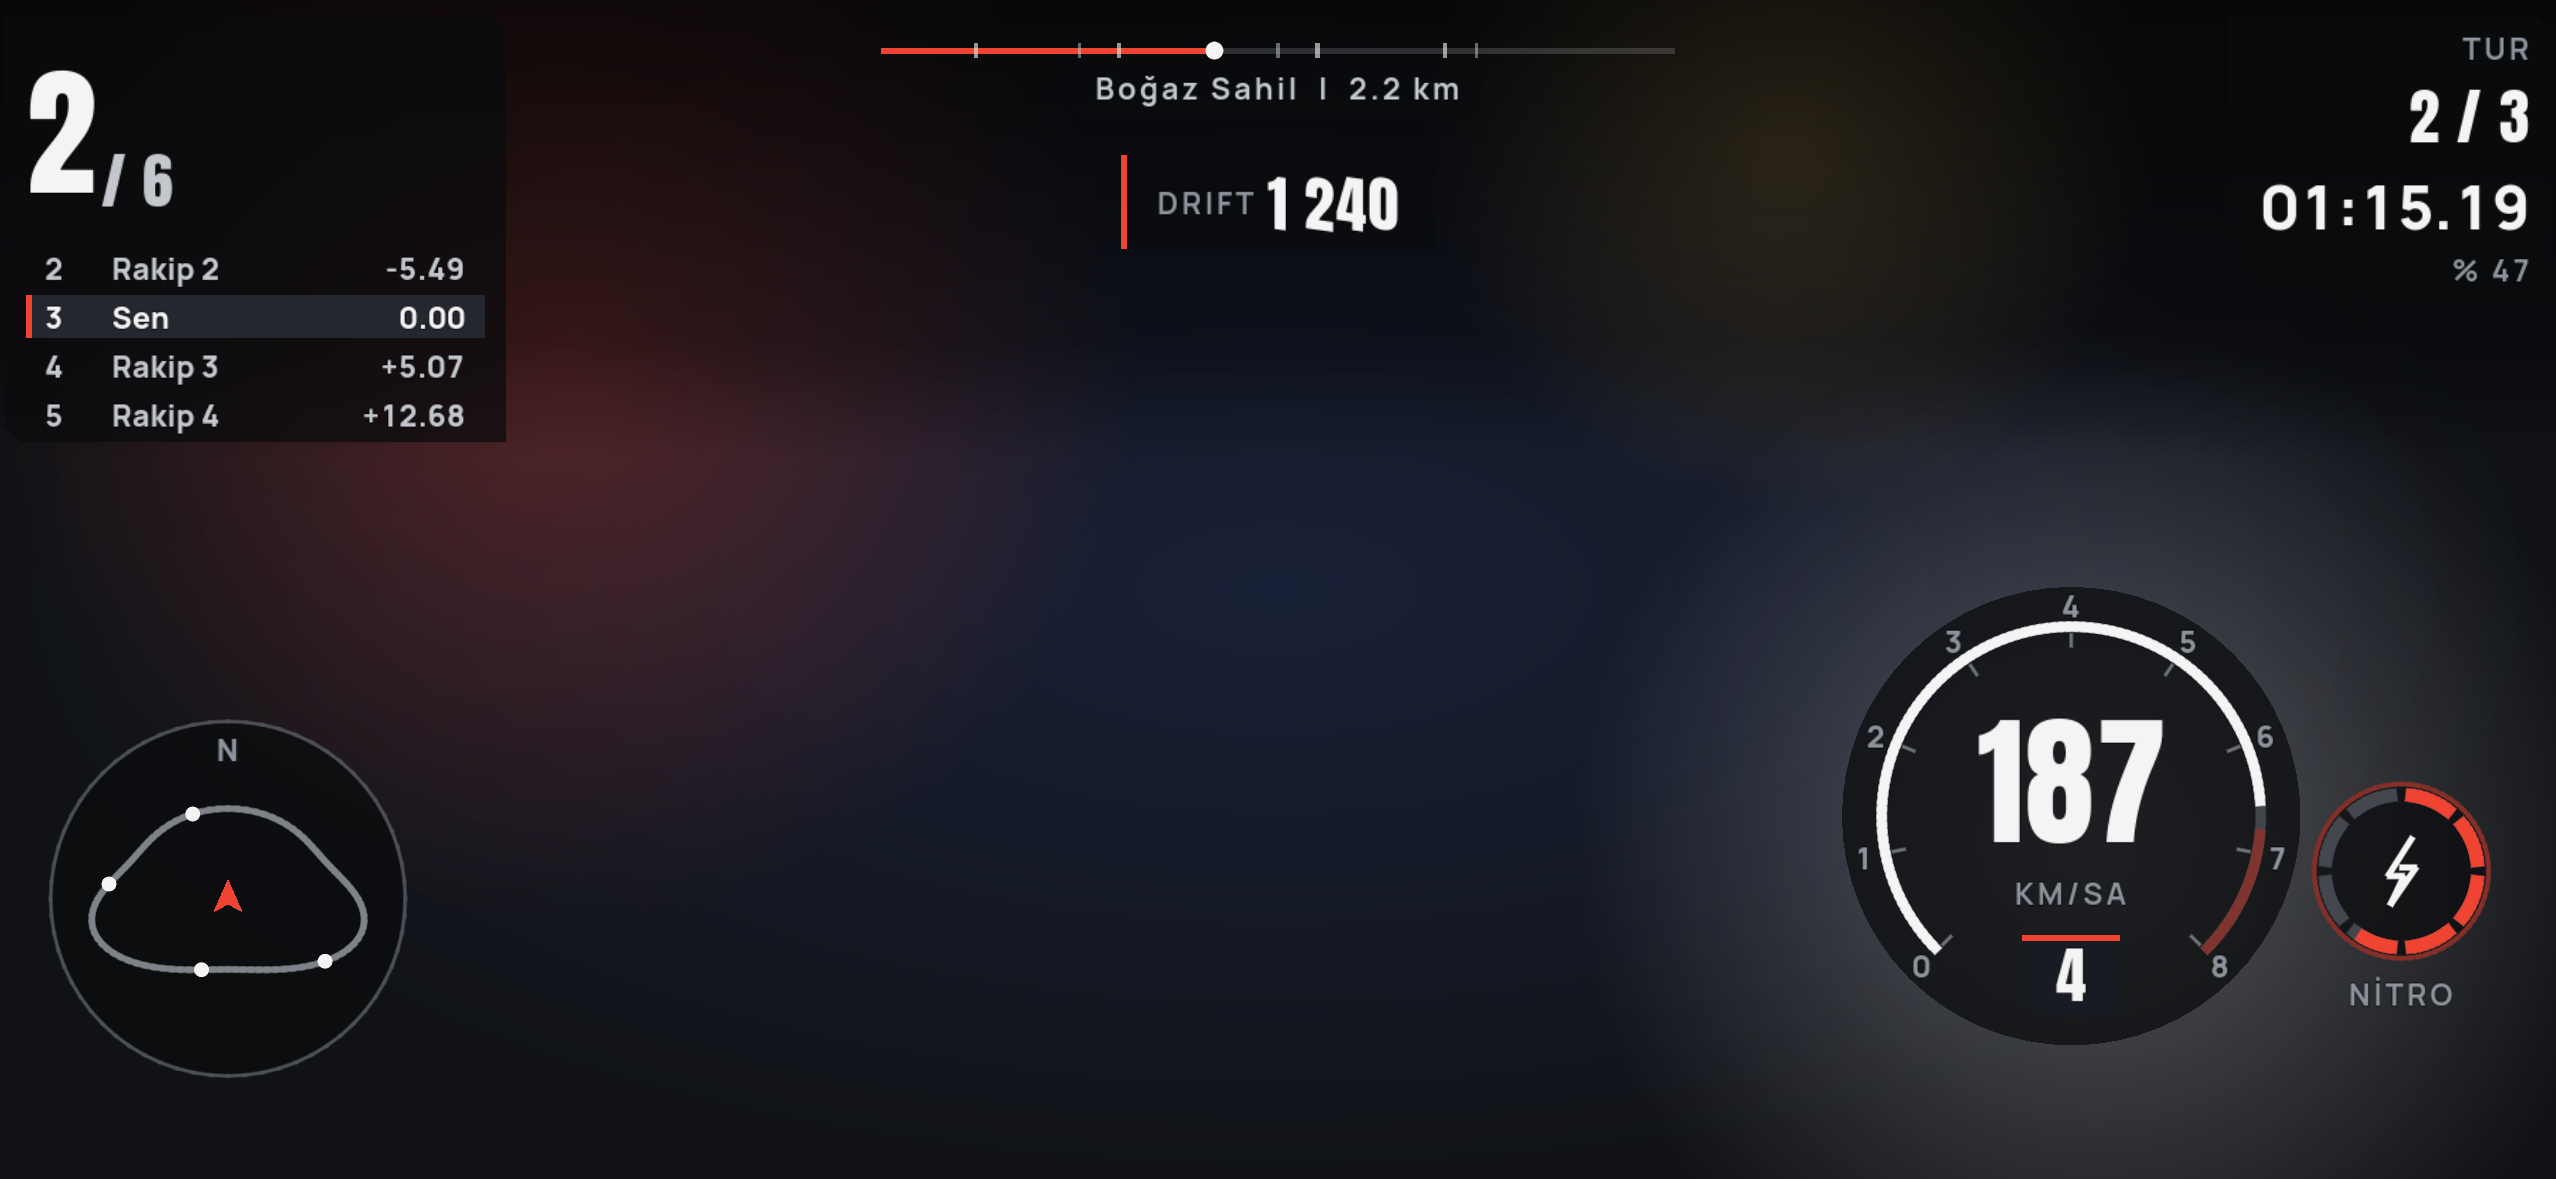 2 / 6
2 Rakip 2 -5.49
3 Sen 0.00
4 Rakip 3 +5.07
5 Rakip 4 +12.68
Boğaz Sahil | 2.2 km
DRIFT 1 240
TUR
2 / 3
01:15.19
% 47
N
0 1 2 3 4 5 6 7 8
187
KM/SA
4
NİTRO